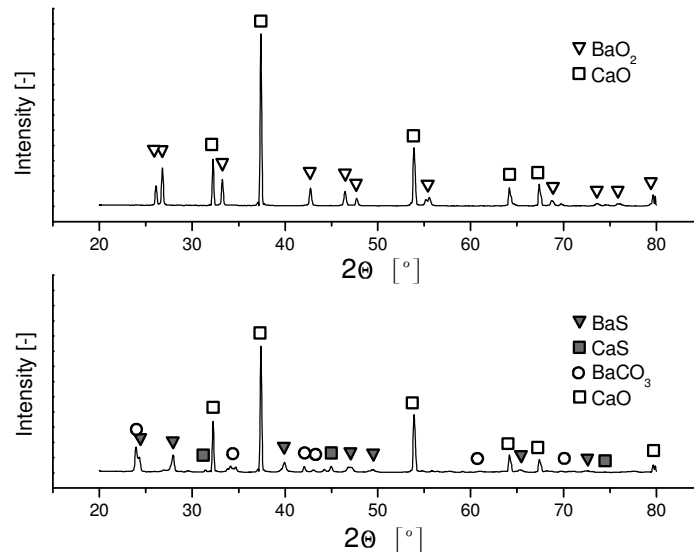 Intensity [-]
BaO₂
CaO
20 30 40 50 60 70 80
2Θ [°]
Intensity [-]
BaS
CaS
BaCO₃
CaO
20 30 40 50 60 70 80
2Θ [°]